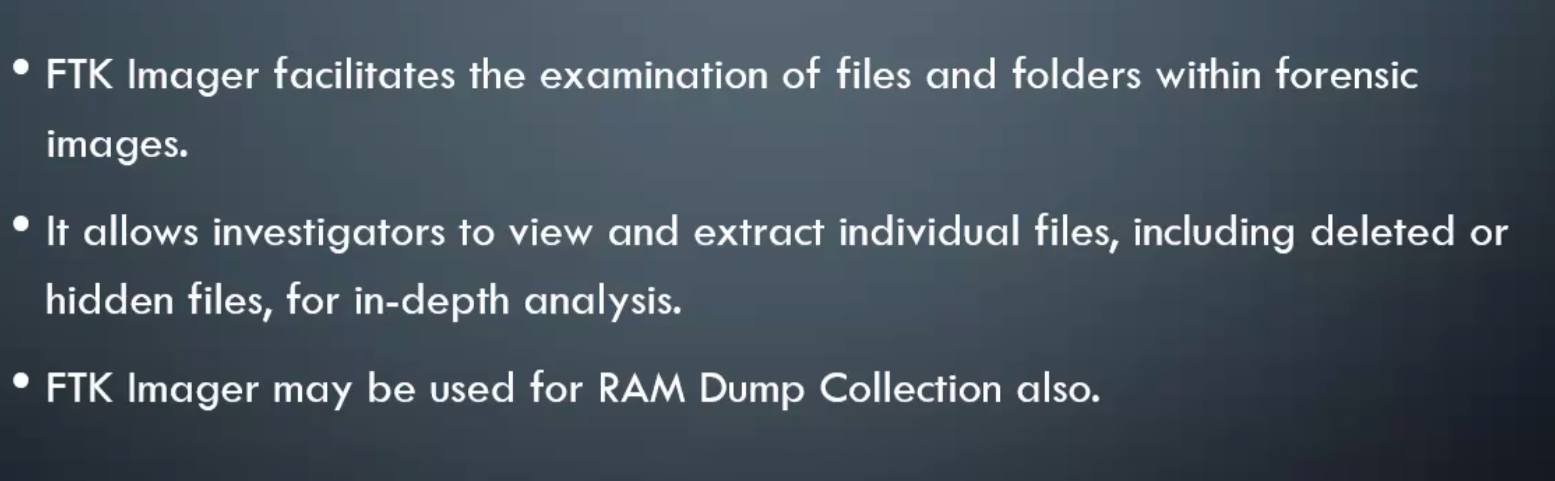 • FTK Imager facilitates the examination of files and folders within forensic
images.
• It allows investigators to view and extract individual files, including deleted or
hidden files, for in-depth analysis.
• FTK Imager may be used for RAM Dump Collection also.